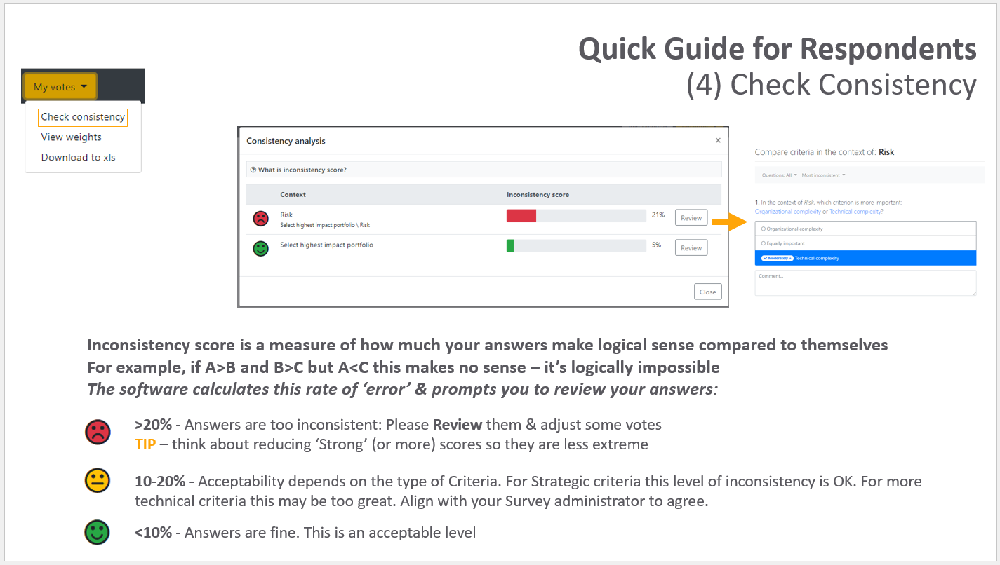 Quick Guide for Respondents
(4) Check Consistency
My votes
Check consistency
View weights
Download to xls
Consistency analysis ×
? What is inconsistency score?
Context Inconsistency score
Risk 21% Review
Select highest impact portfolio \ Risk
Select highest impact portfolio 5% Review
Close
Compare criteria in the context of: Risk
Questions: All Most inconsistent
1. In the context of Risk, which criterion is more important:
Organizational complexity or Technical complexity?
Organizational complexity
Equally important
✓ Moderately + Technical complexity
Comment...
Inconsistency score is a measure of how much your answers make logical sense compared to themselves
For example, if A>B and B>C but A<C this makes no sense – it’s logically impossible
The software calculates this rate of ‘error’ & prompts you to review your answers:
>20% - Answers are too inconsistent: Please Review them & adjust some votes
TIP – think about reducing ‘Strong’ (or more) scores so they are less extreme
10-20% - Acceptability depends on the type of Criteria. For Strategic criteria this level of inconsistency is OK. For more
technical criteria this may be too great. Align with your Survey administrator to agree.
<10% - Answers are fine. This is an acceptable level